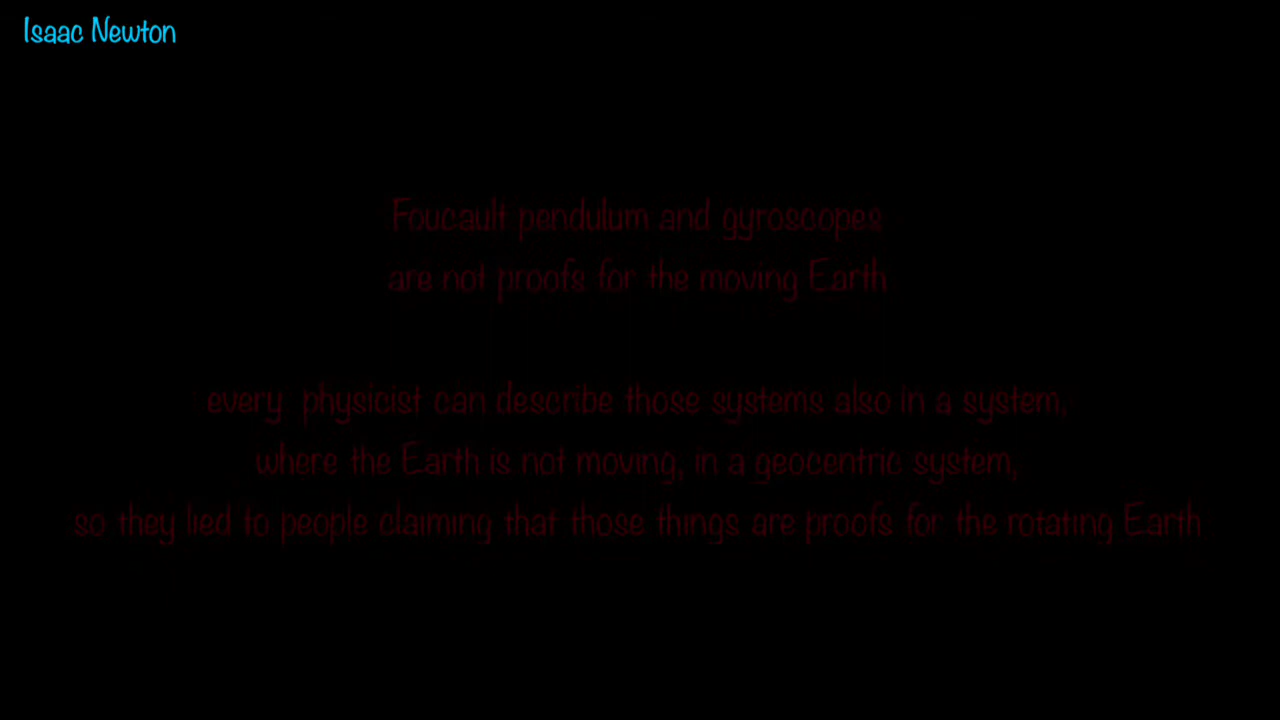 Isaac Newton
Foucault pendulum and gyroscopes
are not proofs for the moving Earth
every physicist can describe those systems also in a system,
where the Earth is not moving, in a geocentric system,
so they lied to people claiming that those things are proofs for the rotating Earth